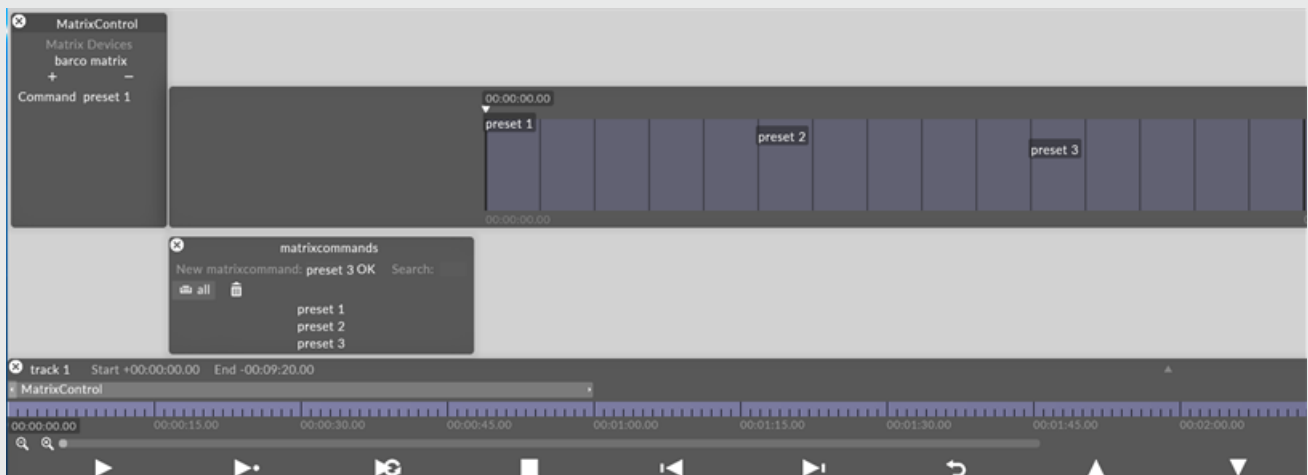 MatrixControl
Matrix Devices
barco matrix
+ −
Command preset 1
00:00:00.00
preset 1
preset 2
preset 3
00:00:00.00
matrixcommands
New matrixcommand: preset 3 OK Search:
all
preset 1
preset 2
preset 3
track 1 Start +00:00:00.00 End -00:09:20.00
MatrixControl
00:00:00.00 00:00:15.00 00:00:30.00 00:00:45.00 00:01:00.00 00:01:15.00 00:01:30.00 00:01:45.00 00:02:00.00